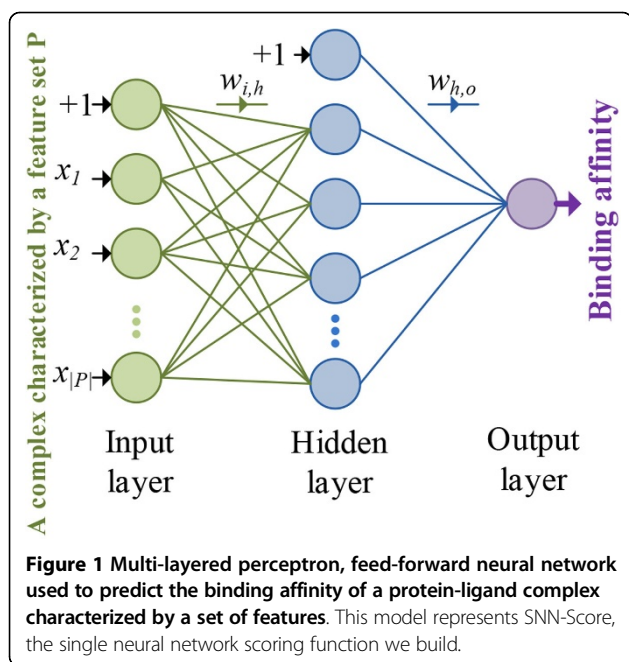 A complex characterized by a feature set P
+1
x1
x2
x|P|
wi,h
+1
wh,o
Binding affinity
Input
layer
Hidden
layer
Output
layer
Figure 1 Multi-layered perceptron, feed-forward neural network
used to predict the binding affinity of a protein-ligand complex
characterized by a set of features. This model represents SNN-Score,
the single neural network scoring function we build.